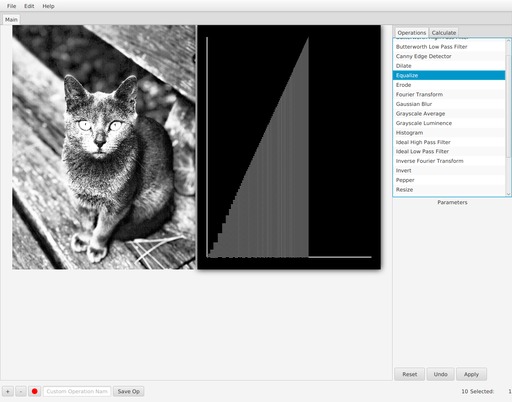 File Edit Help
Main
Operations Calculate
Butterworth Low Pass Filter
Canny Edge Detector
Dilate
Equalize
Erode
Fourier Transform
Gaussian Blur
Grayscale Average
Grayscale Luminence
Histogram
Ideal High Pass Filter
Ideal Low Pass Filter
Inverse Fourier Transform
Invert
Pepper
Resize
Parameters
Reset Undo Apply
+ - Custom Operation Nam Save Op 10 Selected: 1